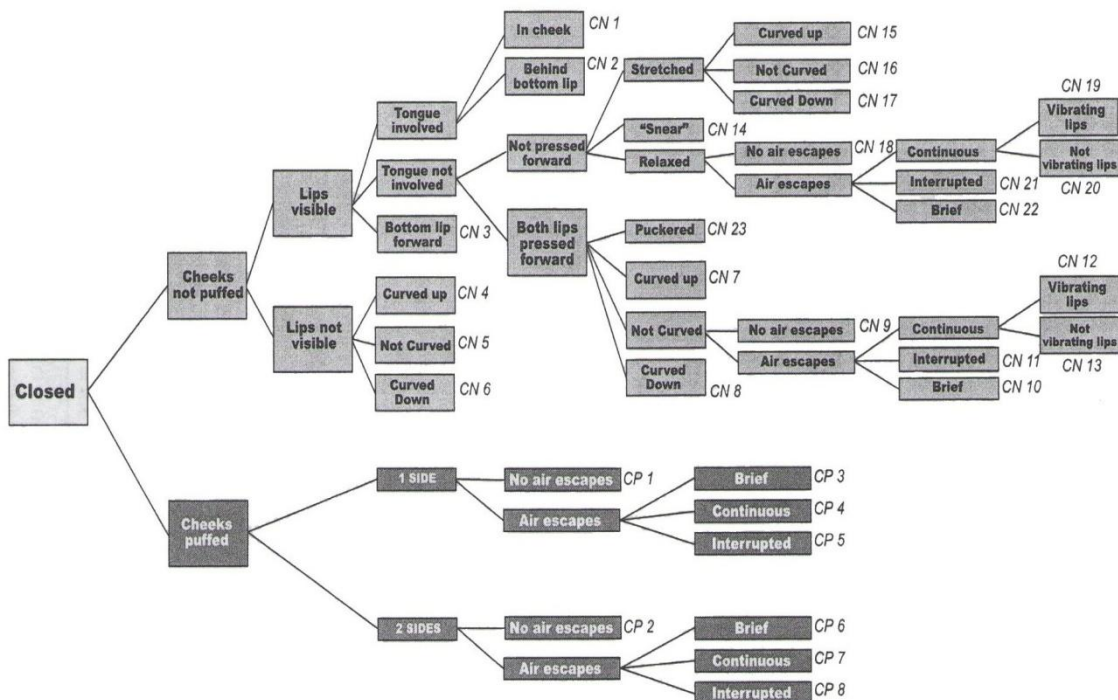 In cheek
CN 1
Behind
bottom lip
CN 2
Tongue
involved
Stretched
Curved up
CN 15
Not Curved
CN 16
Curved Down
CN 17
Not pressed
forward
"Snear"
CN 14
Relaxed
No air escapes
CN 18
Air escapes
Continuous
CN 19
Vibrating
lips
Not
vibrating lips
CN 20
Interrupted
CN 21
Brief
CN 22
Tongue not
involved
Lips
visible
Bottom lip
forward
CN 3
Both lips
pressed
forward
Puckered
CN 23
Curved up
CN 7
Not Curved
No air escapes
CN 9
Air escapes
Continuous
CN 12
Vibrating
lips
Not
vibrating lips
CN 13
Interrupted
CN 11
Brief
CN 10
Curved
Down
CN 8
Cheeks
not puffed
Lips not
visible
Curved up
CN 4
Not Curved
CN 5
Curved
Down
CN 6
Closed
Cheeks
puffed
1 SIDE
No air escapes
CP 1
Air escapes
Brief
CP 3
Continuous
CP 4
Interrupted
CP 5
2 SIDES
No air escapes
CP 2
Air escapes
Brief
CP 6
Continuous
CP 7
Interrupted
CP 8